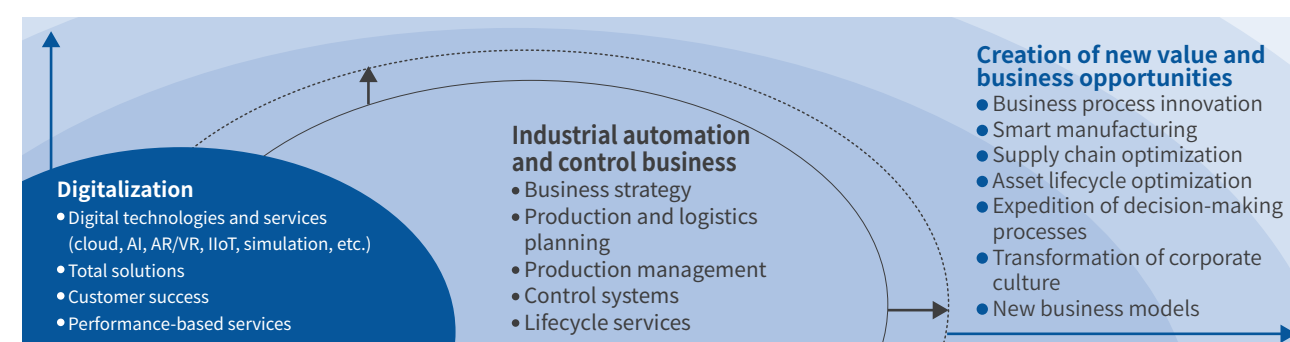 Digitalization
• Digital technologies and services
(cloud, AI, AR/VR, IIoT, simulation, etc.)
• Total solutions
• Customer success
• Performance-based services
Industrial automation
and control business
• Business strategy
• Production and logistics
planning
• Production management
• Control systems
• Lifecycle services
Creation of new value and
business opportunities
• Business process innovation
• Smart manufacturing
• Supply chain optimization
• Asset lifecycle optimization
• Expedition of decision-making
processes
• Transformation of corporate
culture
• New business models